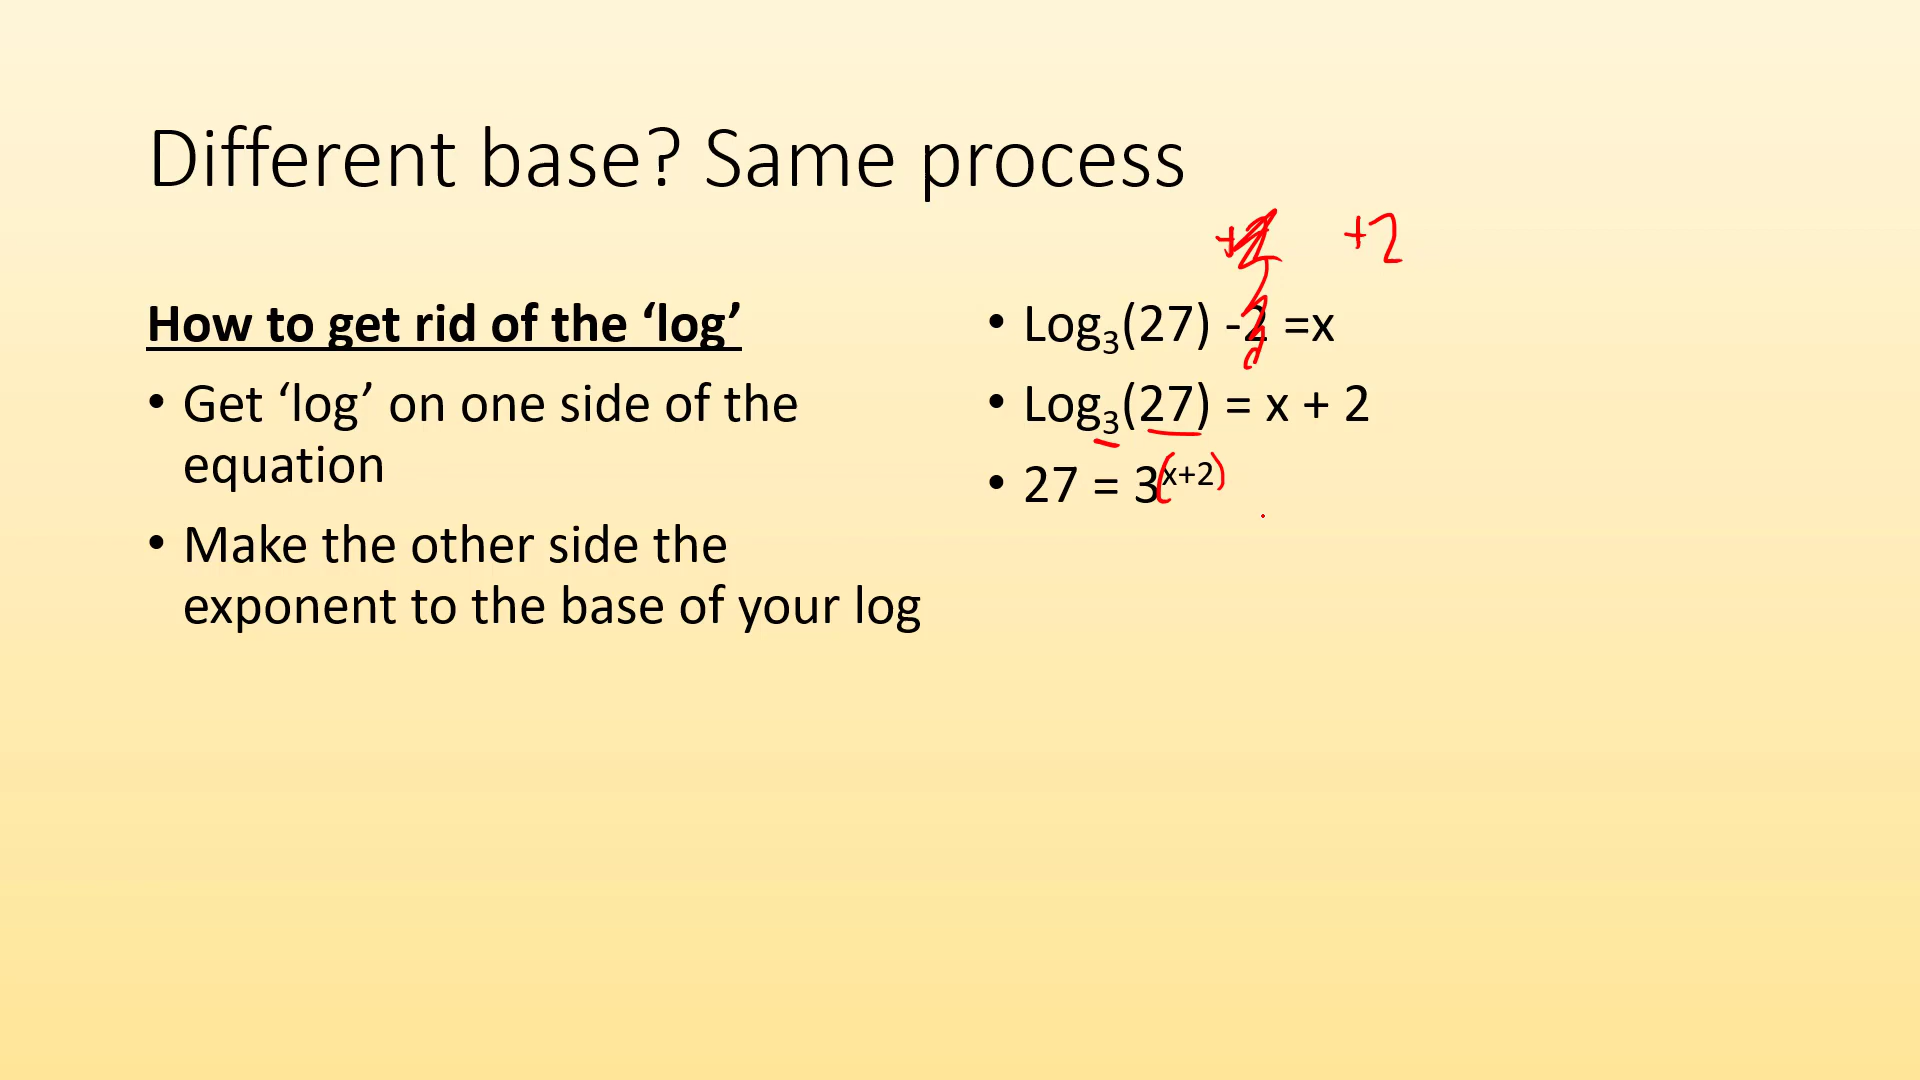 Different base? Same process
How to get rid of the ‘log’
• Get ‘log’ on one side of the
equation
• Make the other side the
exponent to the base of your log
+2
• Log₃(27) -2 =x
• Log₃(27) = x + 2
• 27 = 3⁽ˣ⁺²⁾